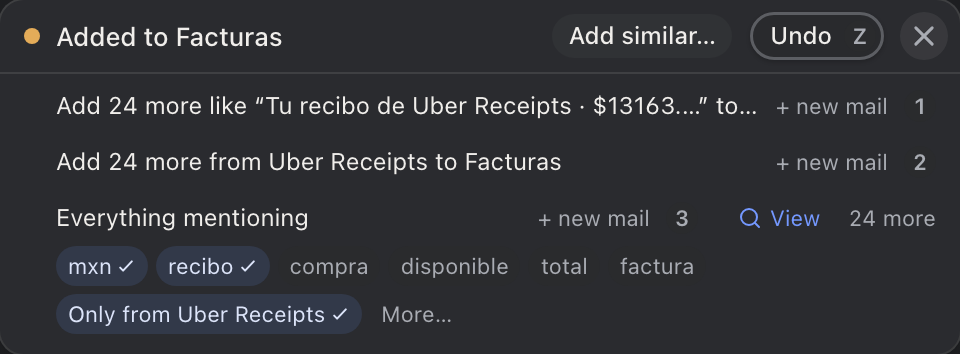 Added to Facturas Add similar... Undo Z
Add 24 more like “Tu recibo de Uber Receipts · $13163....” to... + new mail 1
Add 24 more from Uber Receipts to Facturas + new mail 2
Everything mentioning + new mail 3 View 24 more
mxn ✓ recibo ✓ compra disponible total factura
Only from Uber Receipts ✓ More...